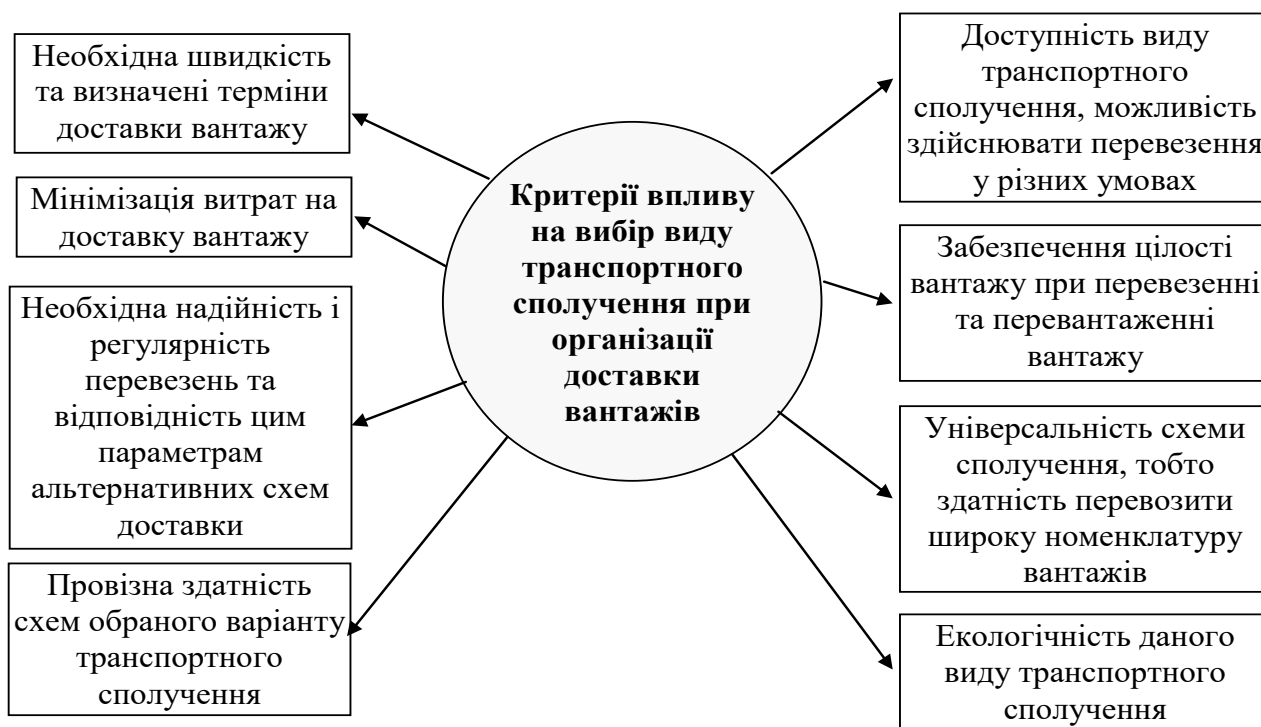 Необхідна швидкість
та визначені терміни
доставки вантажу
Мінімізація витрат на
доставку вантажу
Необхідна надійність і
регулярність
перевезень та
відповідність цим
параметрам
альтернативних схем
доставки
Провізна здатність
схем обраного варіанту
транспортного
сполучення
Критерії впливу
на вибір виду
транспортного
сполучення при
організації
доставки
вантажів
Доступність виду
транспортного
сполучення, можливість
здійснювати перевезення
у різних умовах
Забезпечення цілості
вантажу при перевезенні
та перевантаженні
вантажу
Універсальність схеми
сполучення, тобто
здатність перевозити
широку номенклатуру
вантажів
Екологічність даного
виду транспортного
сполучення